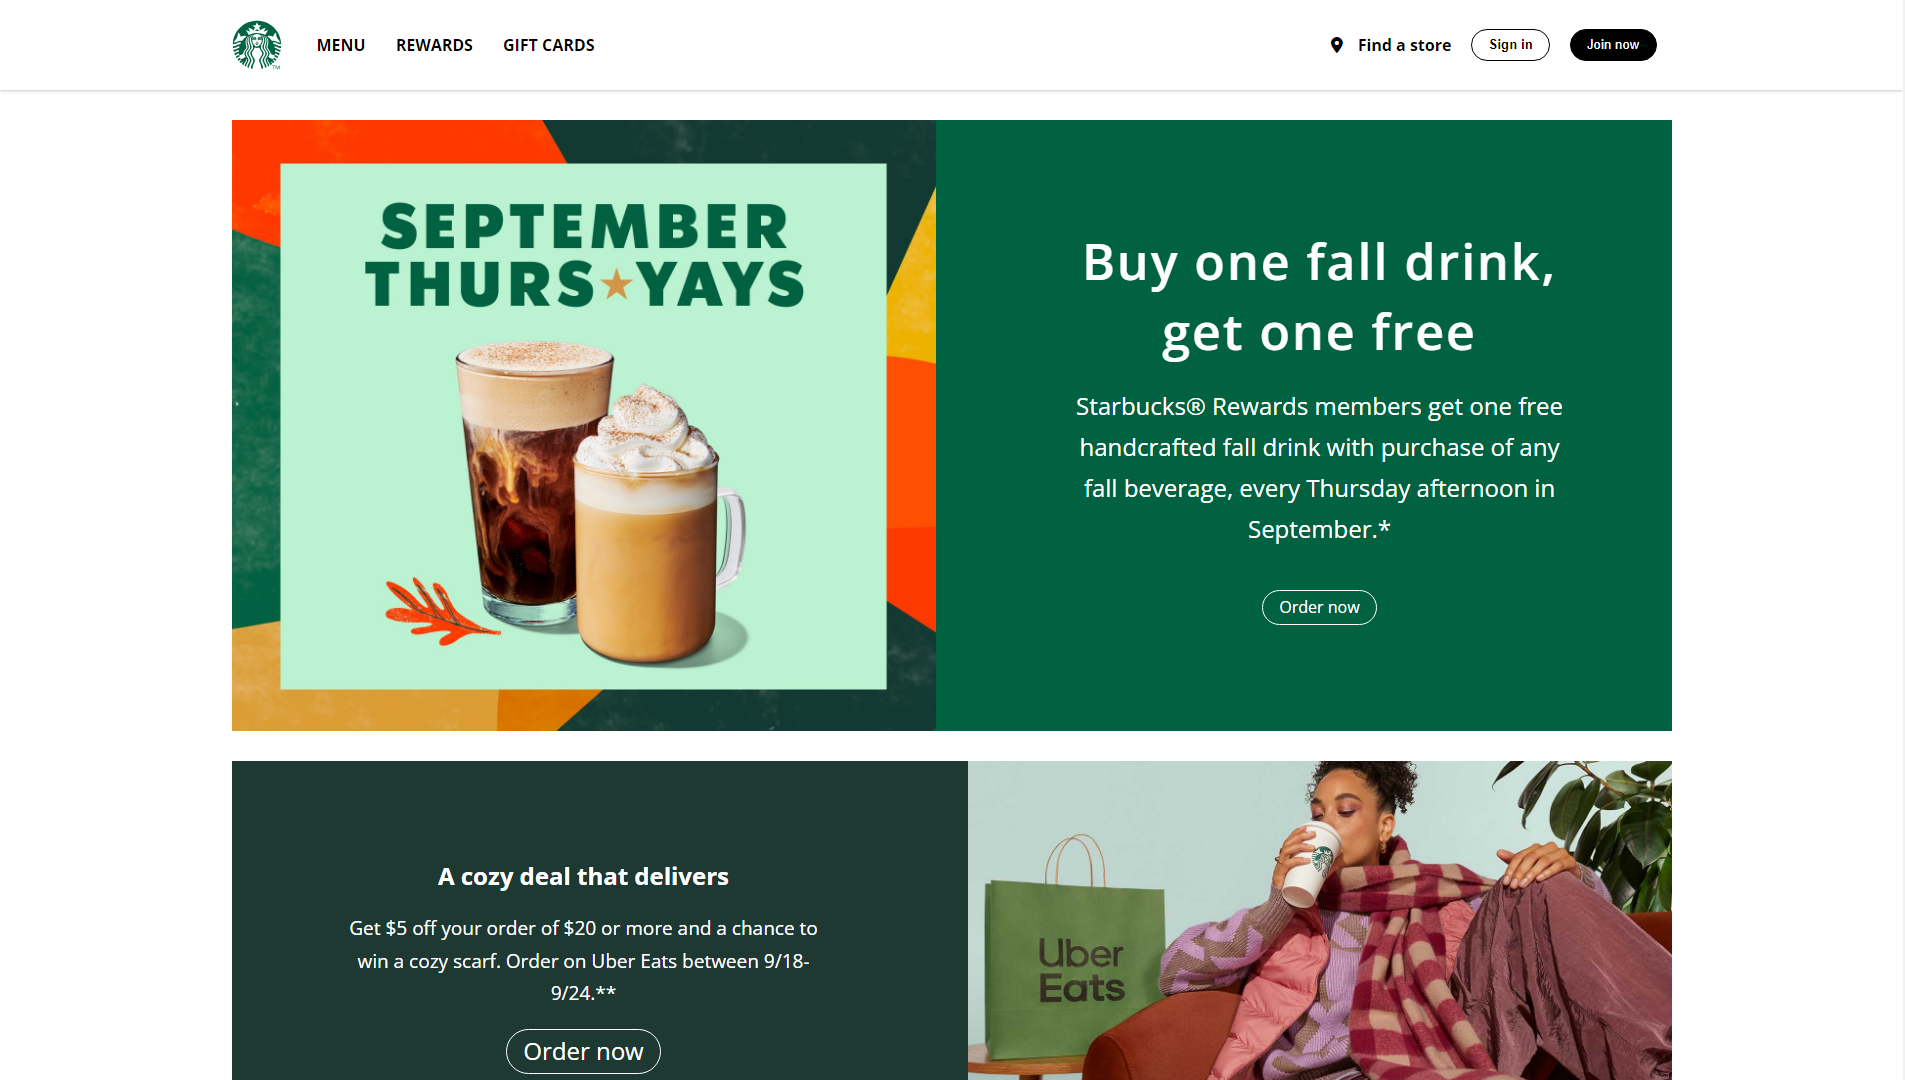 MENU
REWARDS
GIFT CARDS
Find a store
Sign in
Join now
TM
SEPTEMBER
THURS★YAYS
Buy one fall drink,
get one free
Starbucks® Rewards members get one free
handcrafted fall drink with purchase of any
fall beverage, every Thursday afternoon in
September.*
Order now
A cozy deal that delivers
Get $5 off your order of $20 or more and a chance to
win a cozy scarf. Order on Uber Eats between 9/18-
9/24.**
Order now
Uber
Eats